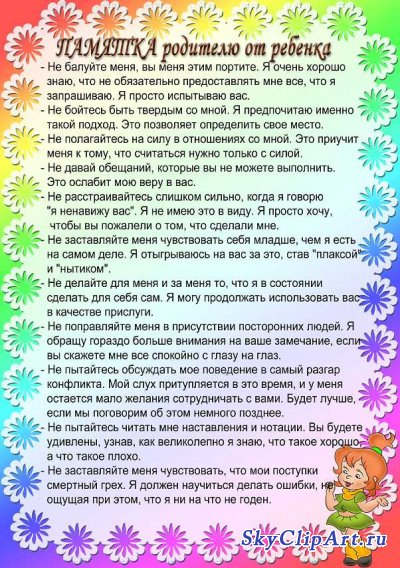 ПАМЯТКА родителю от ребенка
- Не балуйте меня, вы меня этим портите. Я очень хорошо
знаю, что не обязательно предоставлять мне все, что я
запрашиваю. Я просто испытываю вас.
- Не бойтесь быть твердым со мной. Я предпочитаю именно
такой подход. Это позволяет определить свое место.
- Не полагайтесь на силу в отношениях со мной. Это приучит
меня к тому, что считаться нужно только с силой.
- Не давай обещаний, которые вы не можете выполнить.
Это ослабит мою веру в вас.
- Не расстраивайтесь слишком сильно, когда я говорю
"я ненавижу вас". Я не имею это в виду. Я просто хочу,
чтобы вы пожалели о том, что сделали мне.
- Не заставляйте меня чувствовать себя младше, чем я есть
на самом деле. Я отыграюсь на вас за это, став "плаксой"
и "нытиком".
- Не делайте для меня и за меня то, что я в состоянии
сделать для себя сам. Я могу продолжать использовать вас
в качестве прислуги.
- Не поправляйте меня в присутствии посторонних людей. Я
обращу гораздо больше внимания на ваше замечание, если
вы скажете мне все спокойно с глазу на глаз.
- Не пытайтесь обсуждать мое поведение в самый разгар
конфликта. Мой слух притупляется в это время, и у меня
остается мало желания сотрудничать с вами. Будет лучше,
если мы поговорим об этом немного позднее.
- Не пытайтесь читать мне наставления и нотации. Вы будете
удивлены, узнав, как великолепно я знаю, что такое хорошо,
а что такое плохо.
- Не заставляйте меня чувствовать, что мои поступки
смертный грех. Я должен научиться делать ошибки, не
ощущая при этом, что я ни на что не годен.
SkyClipArt.ru